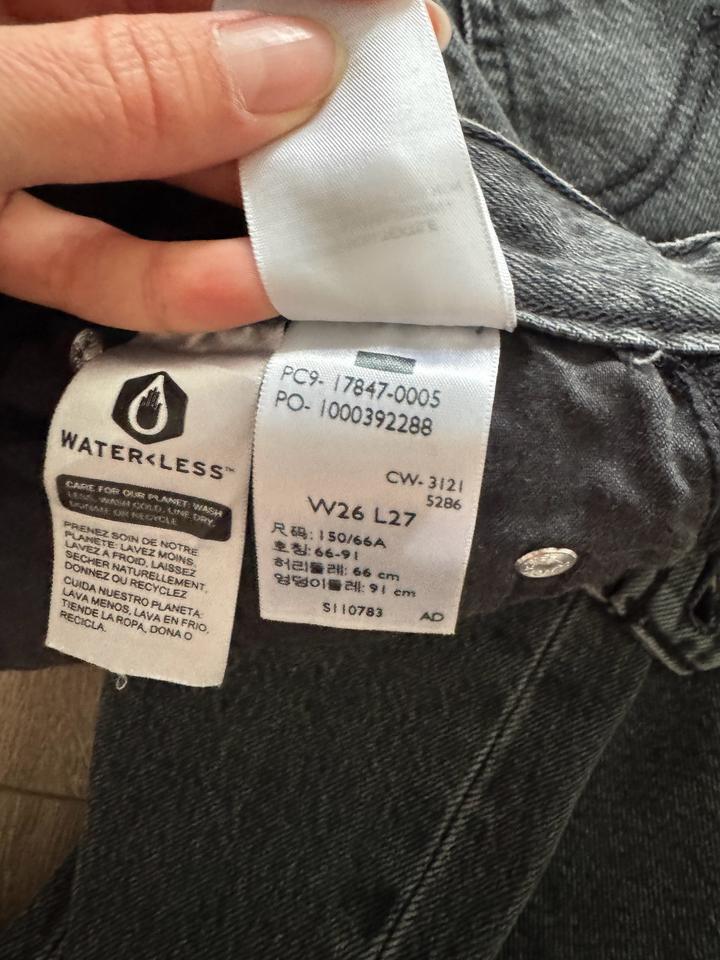 WATER<LESS™
CARE FOR OUR PLANET: WASH
LESS, WASH COLD, LINE DRY,
DONATE OR RECYCLE
PRENEZ SOIN DE NOTRE
PLANÈTE: LAVEZ MOINS,
LAVEZ A FROID, LAISSEZ
SECHER NATURELLEMENT,
DONNEZ OU RECYCLEZ
CUIDA NUESTRO PLANETA:
LAVA MENOS, LAVA EN FRIO,
TIENDE LA ROPA, DONA O
RECICLA.
PC9- 17847-0005
PO- 1000392288
CW- 3121
5286
W26 L27
尺码: 150/66A
호칭: 66-91
허리둘레: 66 cm
엉덩이둘레: 91 cm
S110783 AD